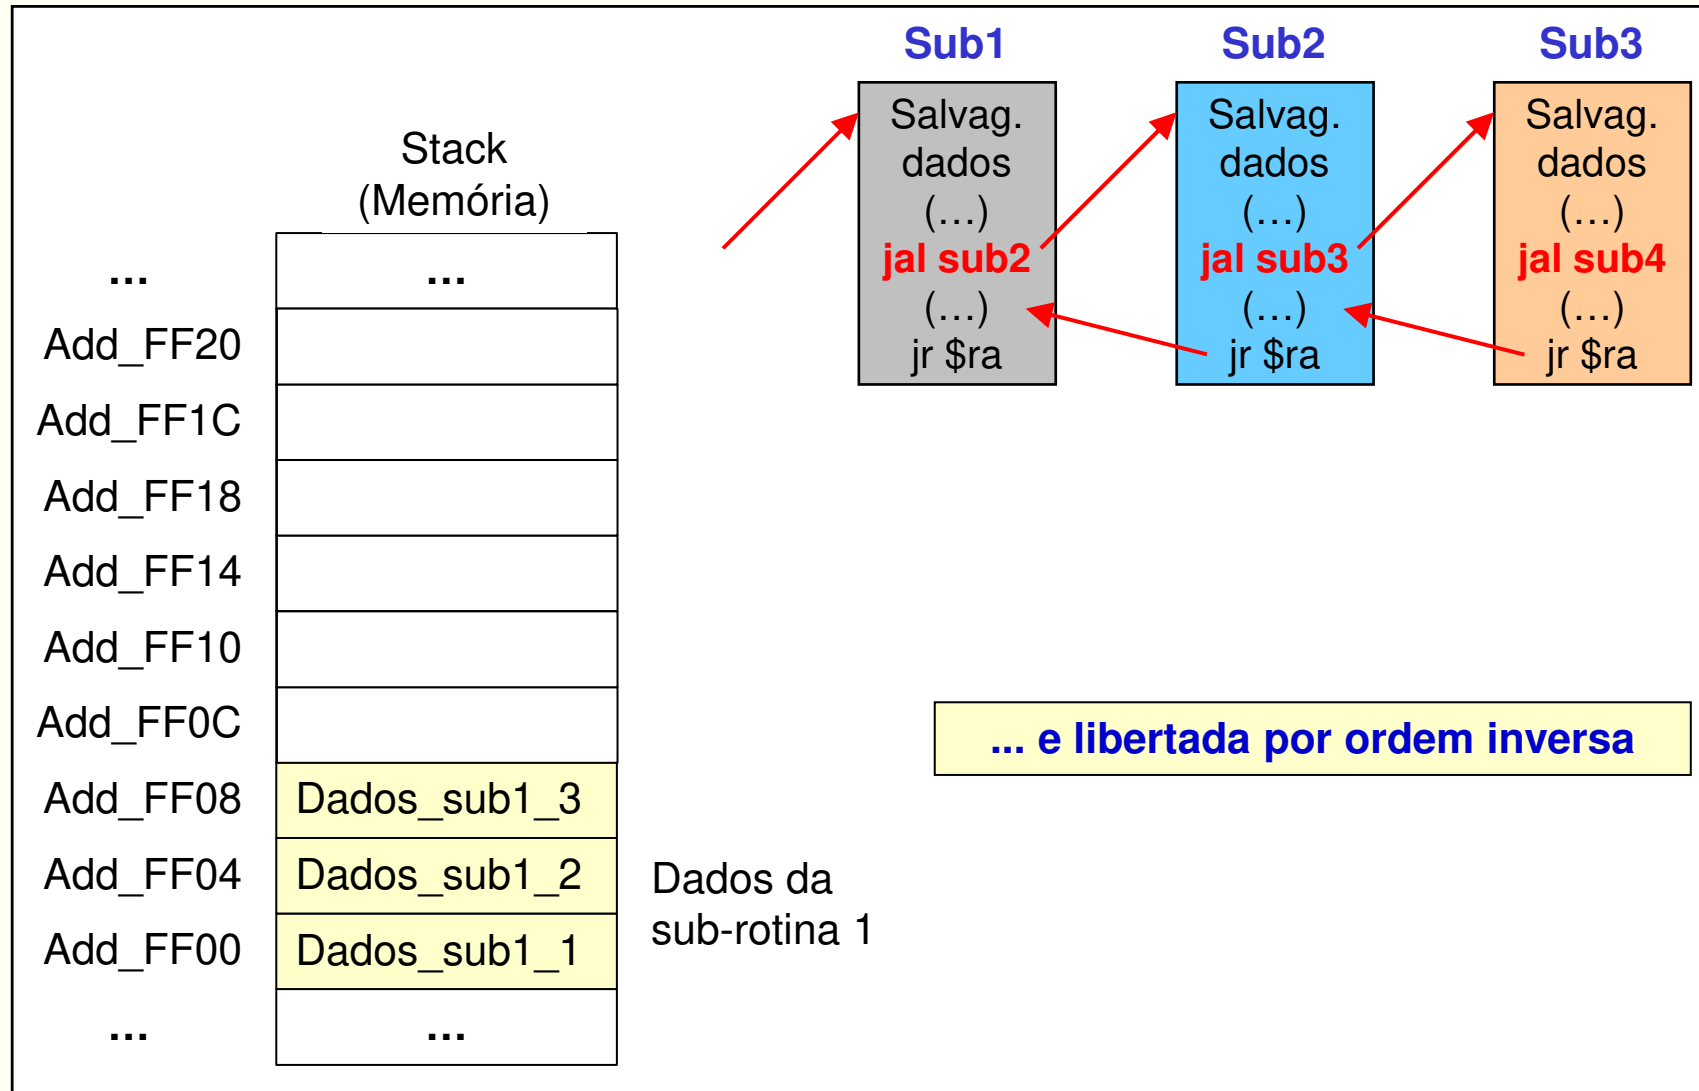 Sub1
Sub2
Sub3
Salvag.
dados
(...)
jal sub2
(...)
jr $ra
Salvag.
dados
(...)
jal sub3
(...)
jr $ra
Salvag.
dados
(...)
jal sub4
(...)
jr $ra
Stack
(Memória)
... ...
Add_FF20
Add_FF1C
Add_FF18
Add_FF14
Add_FF10
Add_FF0C
Add_FF08 Dados_sub1_3
Add_FF04 Dados_sub1_2
Add_FF00 Dados_sub1_1
... ...
Dados da
sub-rotina 1
... e libertada por ordem inversa